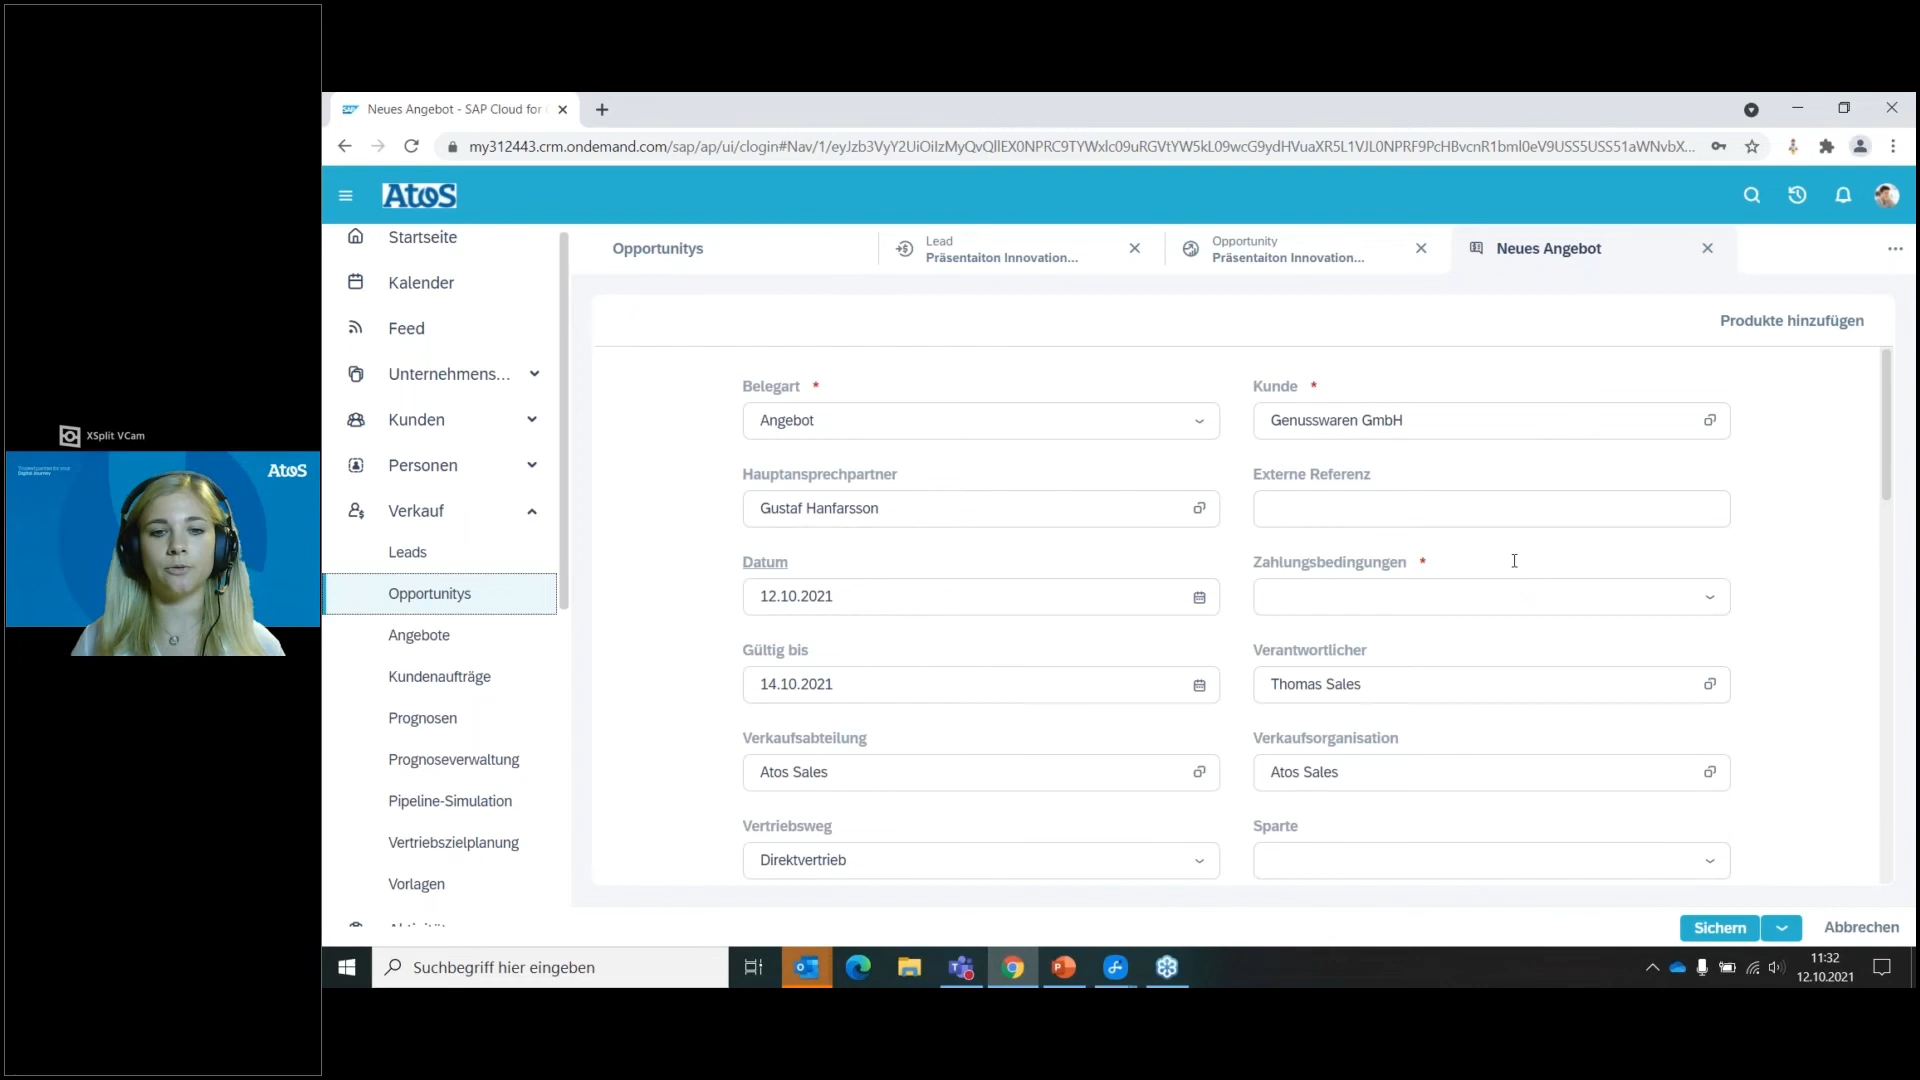 XSplit VCam
Atos
Neues Angebot - SAP Cloud for
my312443.crm.ondemand.com/sap/ap/ui/clogin#Nav/1/eyJzb3VyY2UiOiIzMyQvQllEX0NPRC9TYWxlc09uRGVtYW5kL09wcG9ydHVuaXR5L1VJL0NPRF9PcHBvcnR1bml0eV9USS5USS51aWNvbX...
Atos
Startseite
Kalender
Feed
Unternehmens...
Kunden
Personen
Verkauf
Leads
Opportunitys
Angebote
Kundenaufträge
Prognosen
Prognoseverwaltung
Pipeline-Simulation
Vertriebszielplanung
Vorlagen
Opportunitys
Lead
Präsentaiton Innovation...
Opportunity
Präsentaiton Innovation...
Neues Angebot
Produkte hinzufügen
Belegart *
Angebot
Kunde *
Genusswaren GmbH
Hauptansprechpartner
Gustaf Hanfarsson
Externe Referenz
Datum
12.10.2021
Zahlungsbedingungen *
Gültig bis
14.10.2021
Verantwortlicher
Thomas Sales
Verkaufsabteilung
Atos Sales
Verkaufsorganisation
Atos Sales
Vertriebsweg
Direktvertrieb
Sparte
Sichern
Abbrechen
Suchbegriff hier eingeben
11:32
12.10.2021